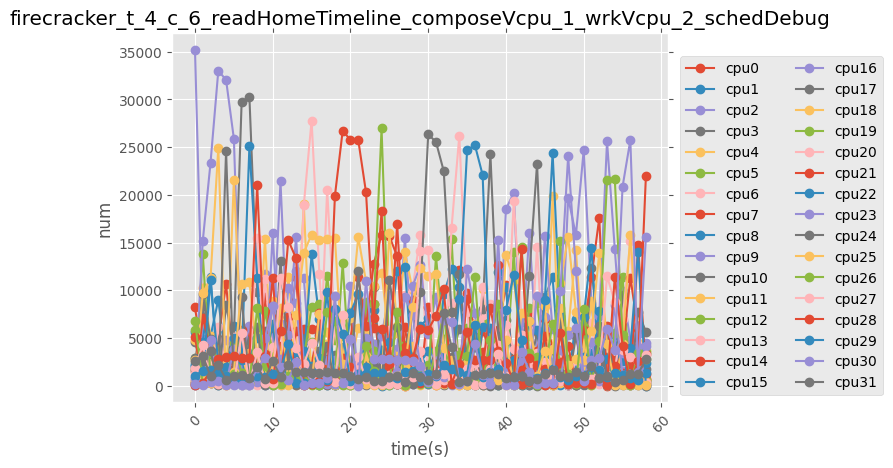 firecracker_t_4_c_6_readHomeTimeline_composeVcpu_1_wrkVcpu_2_schedDebug
35000
30000
25000
20000
15000
10000
5000
0
num
0
10
20
30
40
50
60
time(s)
cpu0
cpu1
cpu2
cpu3
cpu4
cpu5
cpu6
cpu7
cpu8
cpu9
cpu10
cpu11
cpu12
cpu13
cpu14
cpu15
cpu16
cpu17
cpu18
cpu19
cpu20
cpu21
cpu22
cpu23
cpu24
cpu25
cpu26
cpu27
cpu28
cpu29
cpu30
cpu31